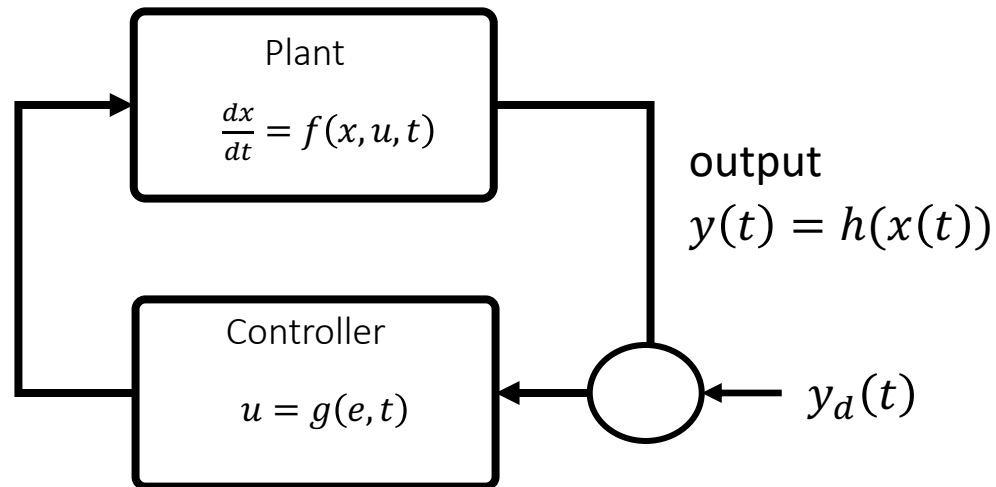 Plant
dx/dt = f(x, u, t)
output
y(t) = h(x(t))
Controller
u = g(e, t)
y_d(t)